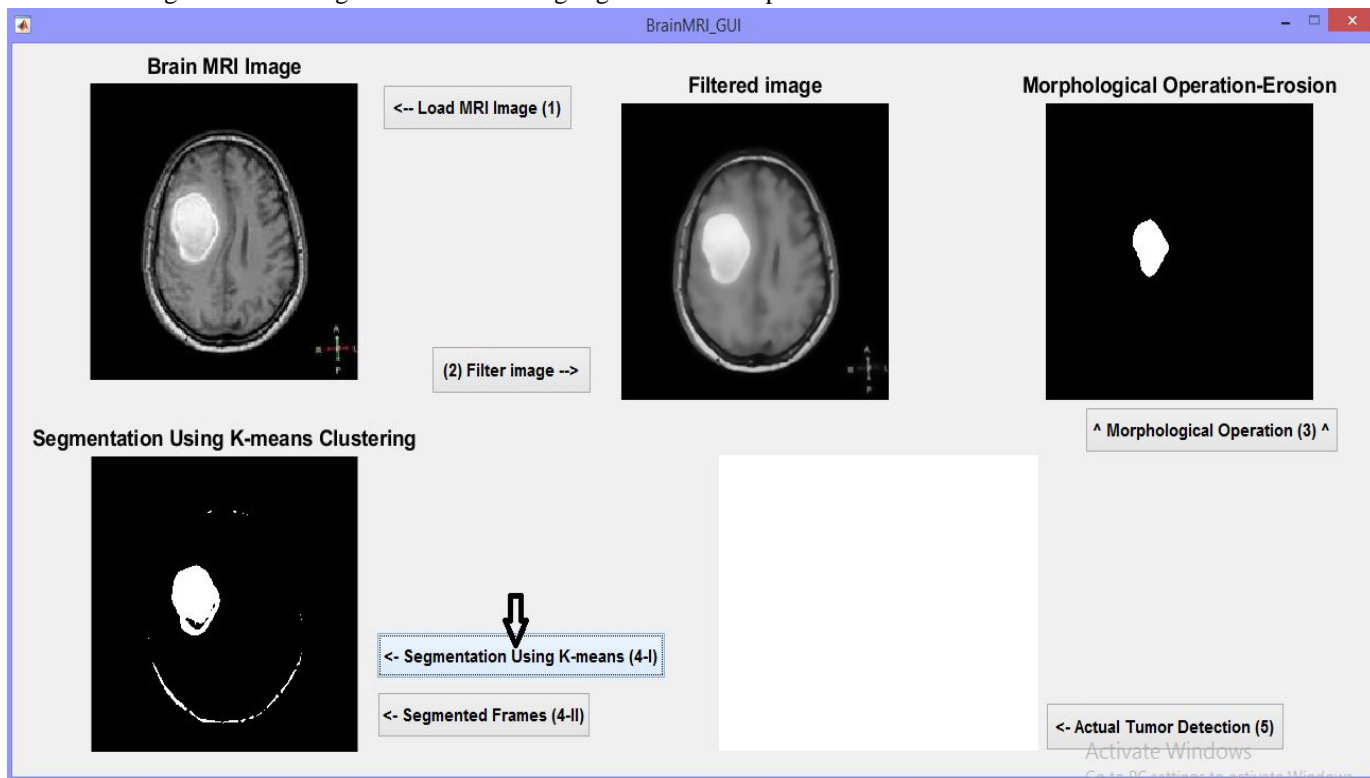 BrainMRI_GUI
Brain MRI Image
<-- Load MRI Image (1)
Filtered image
Morphological Operation-Erosion
A
R
L
P
A
R
P
(2) Filter image -->
^ Morphological Operation (3) ^
Segmentation Using K-means Clustering
<- Segmentation Using K-means (4-I)
<- Segmented Frames (4-II)
<- Actual Tumor Detection (5)
Activate Windows